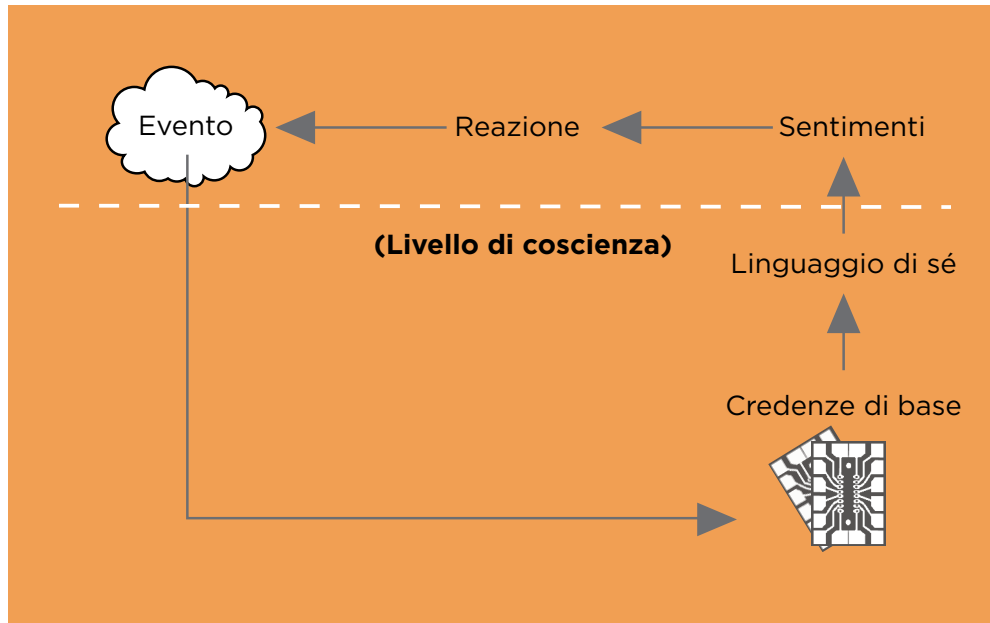 Evento
Reazione
Sentimenti
(Livello di coscienza)
Linguaggio di sé
Credenze di base